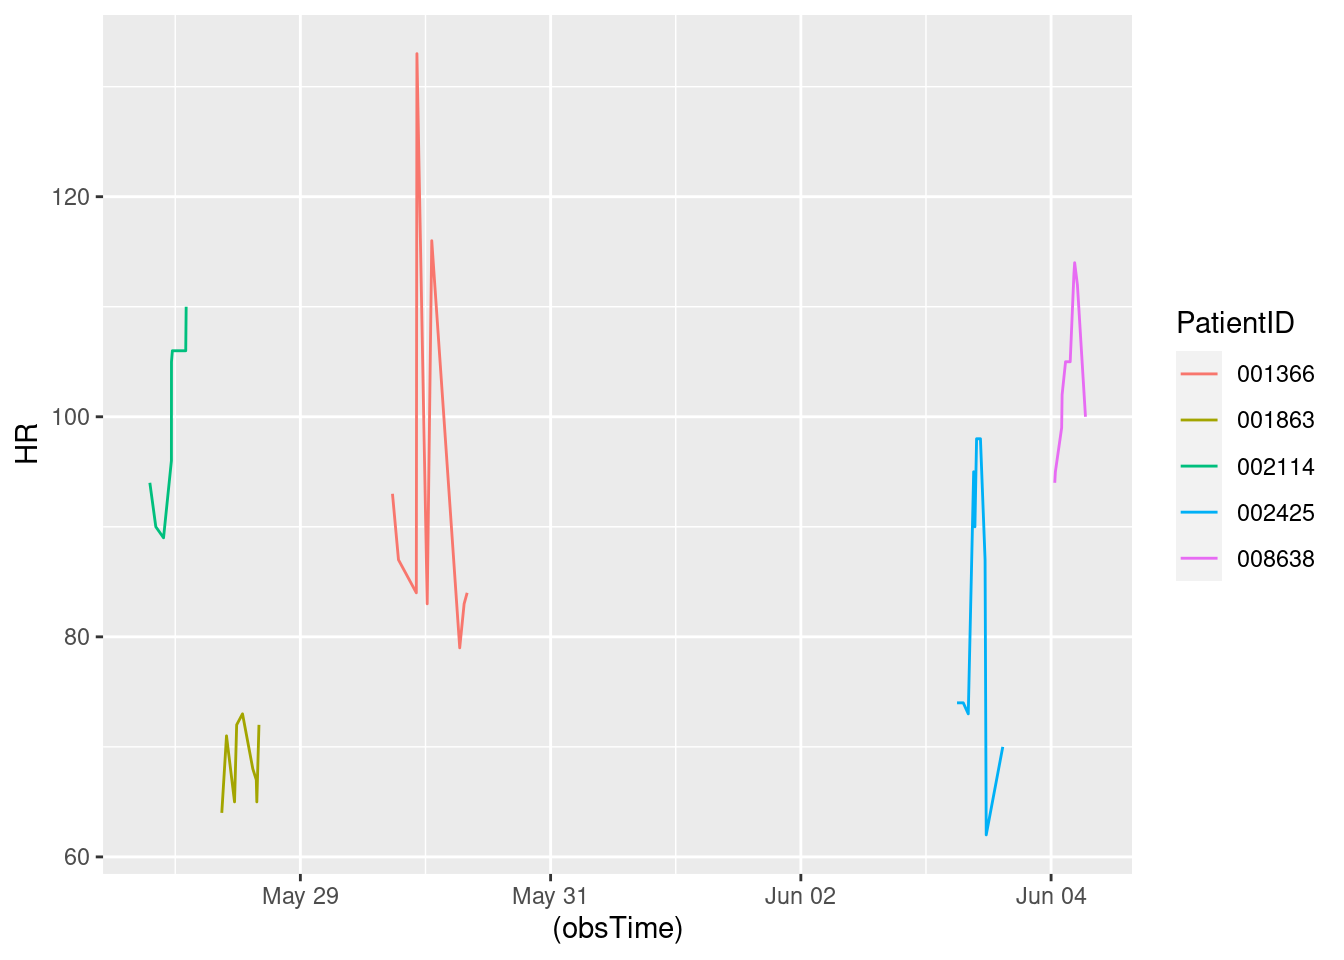 120
100
80
60
HR
May 29
May 31
Jun 02
Jun 04
(obsTime)
PatientID
001366
001863
002114
002425
008638